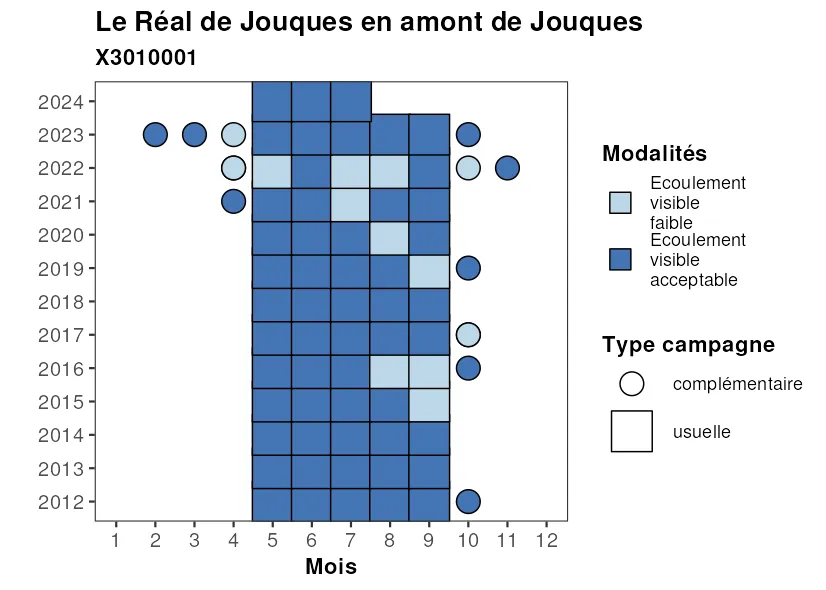 Le Réal de Jouques en amont de Jouques
X3010001
2024
2023
2022
2021
2020
2019
2018
2017
2016
2015
2014
2013
2012
1 2 3 4 5 6 7 8 9 10 11 12
Mois
Modalités
Ecoulement
visible
faible
Ecoulement
visible
acceptable
Type campagne
complémentaire
usuelle